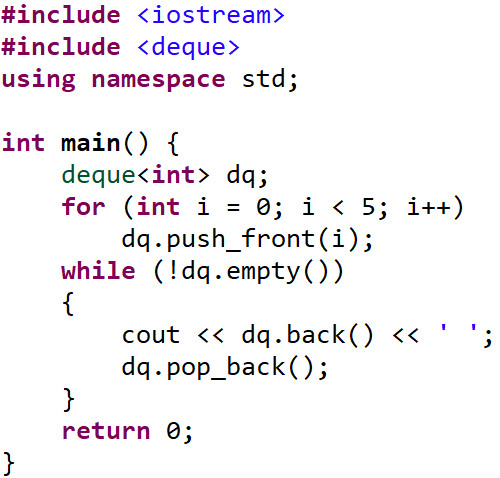 #include <iostream>
#include <deque>
using namespace std;

int main() {
    deque<int> dq;
    for (int i = 0; i < 5; i++)
        dq.push_front(i);
    while (!dq.empty())
    {
        cout << dq.back() << ' ';
        dq.pop_back();
    }
    return 0;
}